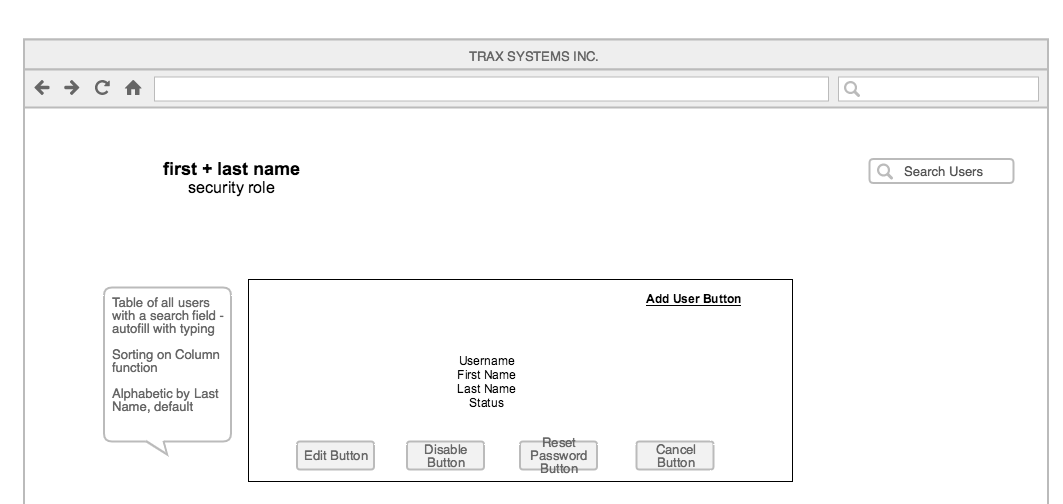 TRAX SYSTEMS INC.
first + last name
security role
Search Users
Table of all users
with a search field -
autofill with typing
Sorting on Column
function
Alphabetic by Last
Name, default
Add User Button
Username
First Name
Last Name
Status
Edit Button
Disable
Button
Reset
Password
Button
Cancel
Button